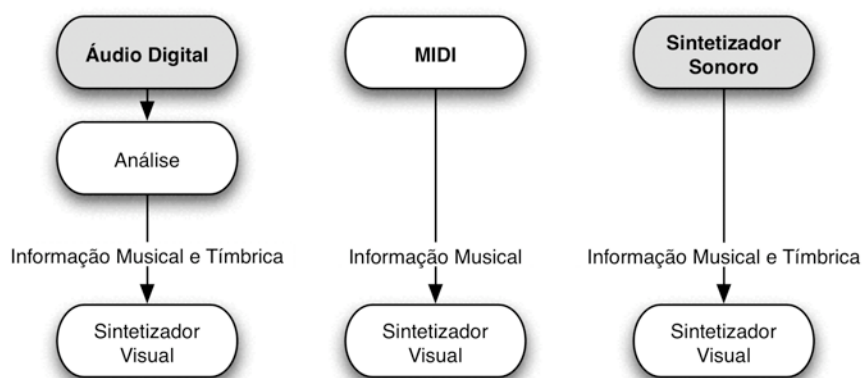 Áudio Digital
MIDI
Sintetizador
Sonoro
Análise
Informação Musical e Tímbrica
Informação Musical
Informação Musical e Tímbrica
Sintetizador
Visual
Sintetizador
Visual
Sintetizador
Visual